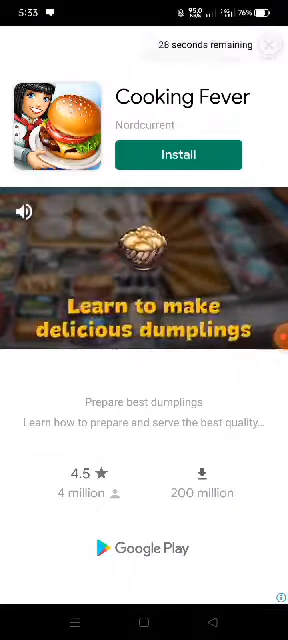 5:33
76%
28 seconds remaining
Cooking Fever
Nordcurrent
Install
Learn to make
delicious dumplings
Prepare best dumplings
Learn how to prepare and serve the best quality...
4.5 ★
4 million
200 million
Google Play